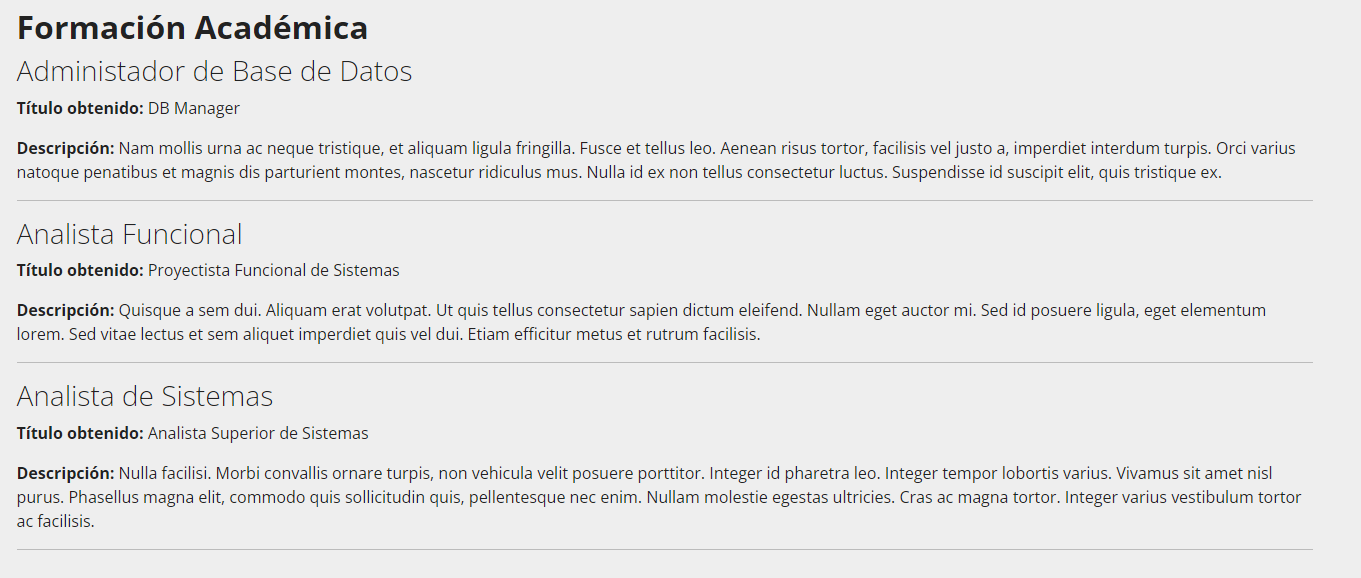 Formación Académica
Administador de Base de Datos
Título obtenido: DB Manager
Descripción: Nam mollis urna ac neque tristique, et aliquam ligula fringilla. Fusce et tellus leo. Aenean risus tortor, facilisis vel justo a, imperdiet interdum turpis. Orci varius
natoque penatibus et magnis dis parturient montes, nascetur ridiculus mus. Nulla id ex non tellus consectetur luctus. Suspendisse id suscipit elit, quis tristique ex.
Analista Funcional
Título obtenido: Proyectista Funcional de Sistemas
Descripción: Quisque a sem dui. Aliquam erat volutpat. Ut quis tellus consectetur sapien dictum eleifend. Nullam eget auctor mi. Sed id posuere ligula, eget elementum
lorem. Sed vitae lectus et sem aliquet imperdiet quis vel dui. Etiam efficitur metus et rutrum facilisis.
Analista de Sistemas
Título obtenido: Analista Superior de Sistemas
Descripción: Nulla facilisi. Morbi convallis ornare turpis, non vehicula velit posuere porttitor. Integer id pharetra leo. Integer tempor lobortis varius. Vivamus sit amet nisl
purus. Phasellus magna elit, commodo quis sollicitudin quis, pellentesque nec enim. Nullam molestie egestas ultricies. Cras ac magna tortor. Integer varius vestibulum tortor
ac facilisis.